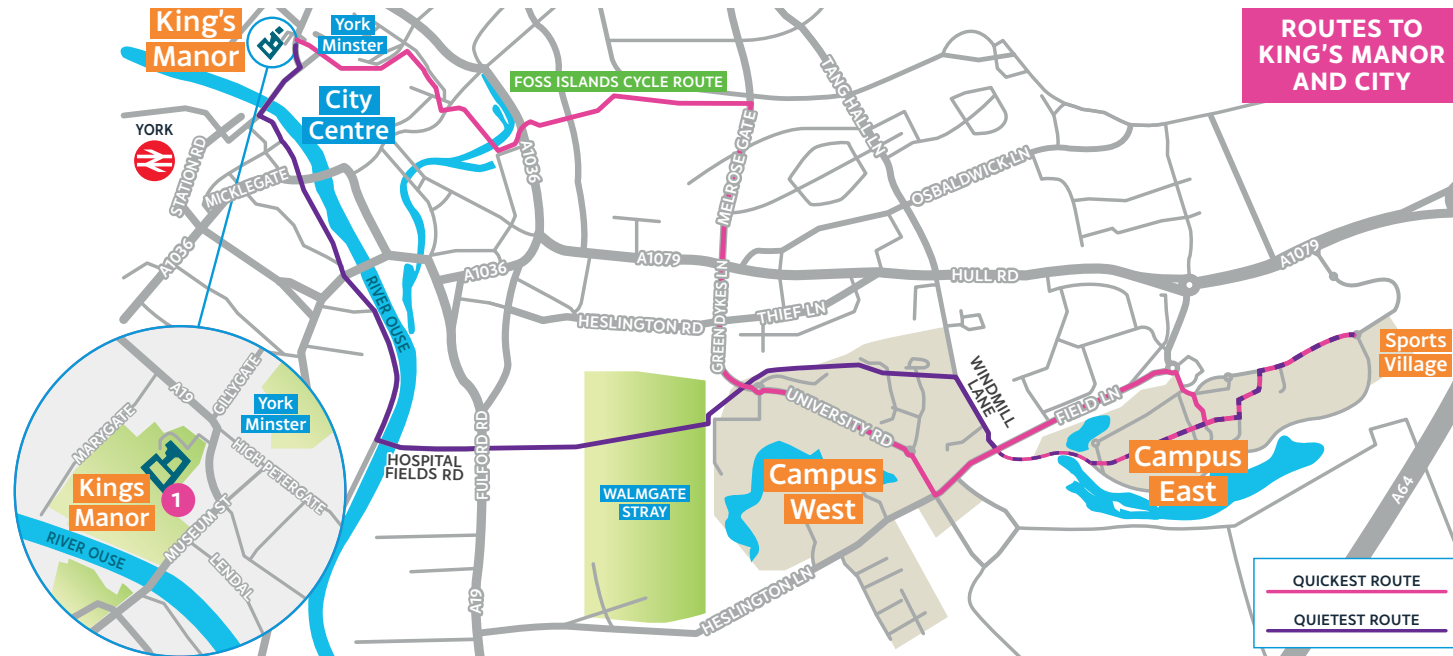 King's
Manor
York
Minster
ROUTES TO
KING'S MANOR
AND CITY
FOSS ISLANDS CYCLE ROUTE
City
Centre
YORK
STATION RD
MICKLEGATE
A1036
A1036
A1036
TANG HALL LN
MELROSE GATE
OSBALDWICK LN
A1079
HULL RD
A1079
RIVER OUSE
HESLINGTON RD
THIEF LN
GREEN DYKES LN
WINDMILL
LANE
Sports
Village
UNIVERSITY RD
FIELD LN
HOSPITAL
FIELDS RD
FULFORD RD
WALMGATE
STRAY
Campus
West
Campus
East
A64
A19
HESLINGTON LN
A19
GILLYGATE
York
Minster
MARYGATE
HIGH PETERGATE
Kings
Manor
1
MUSEUM ST
RIVER OUSE
LENDAL
QUICKEST ROUTE
QUIETEST ROUTE